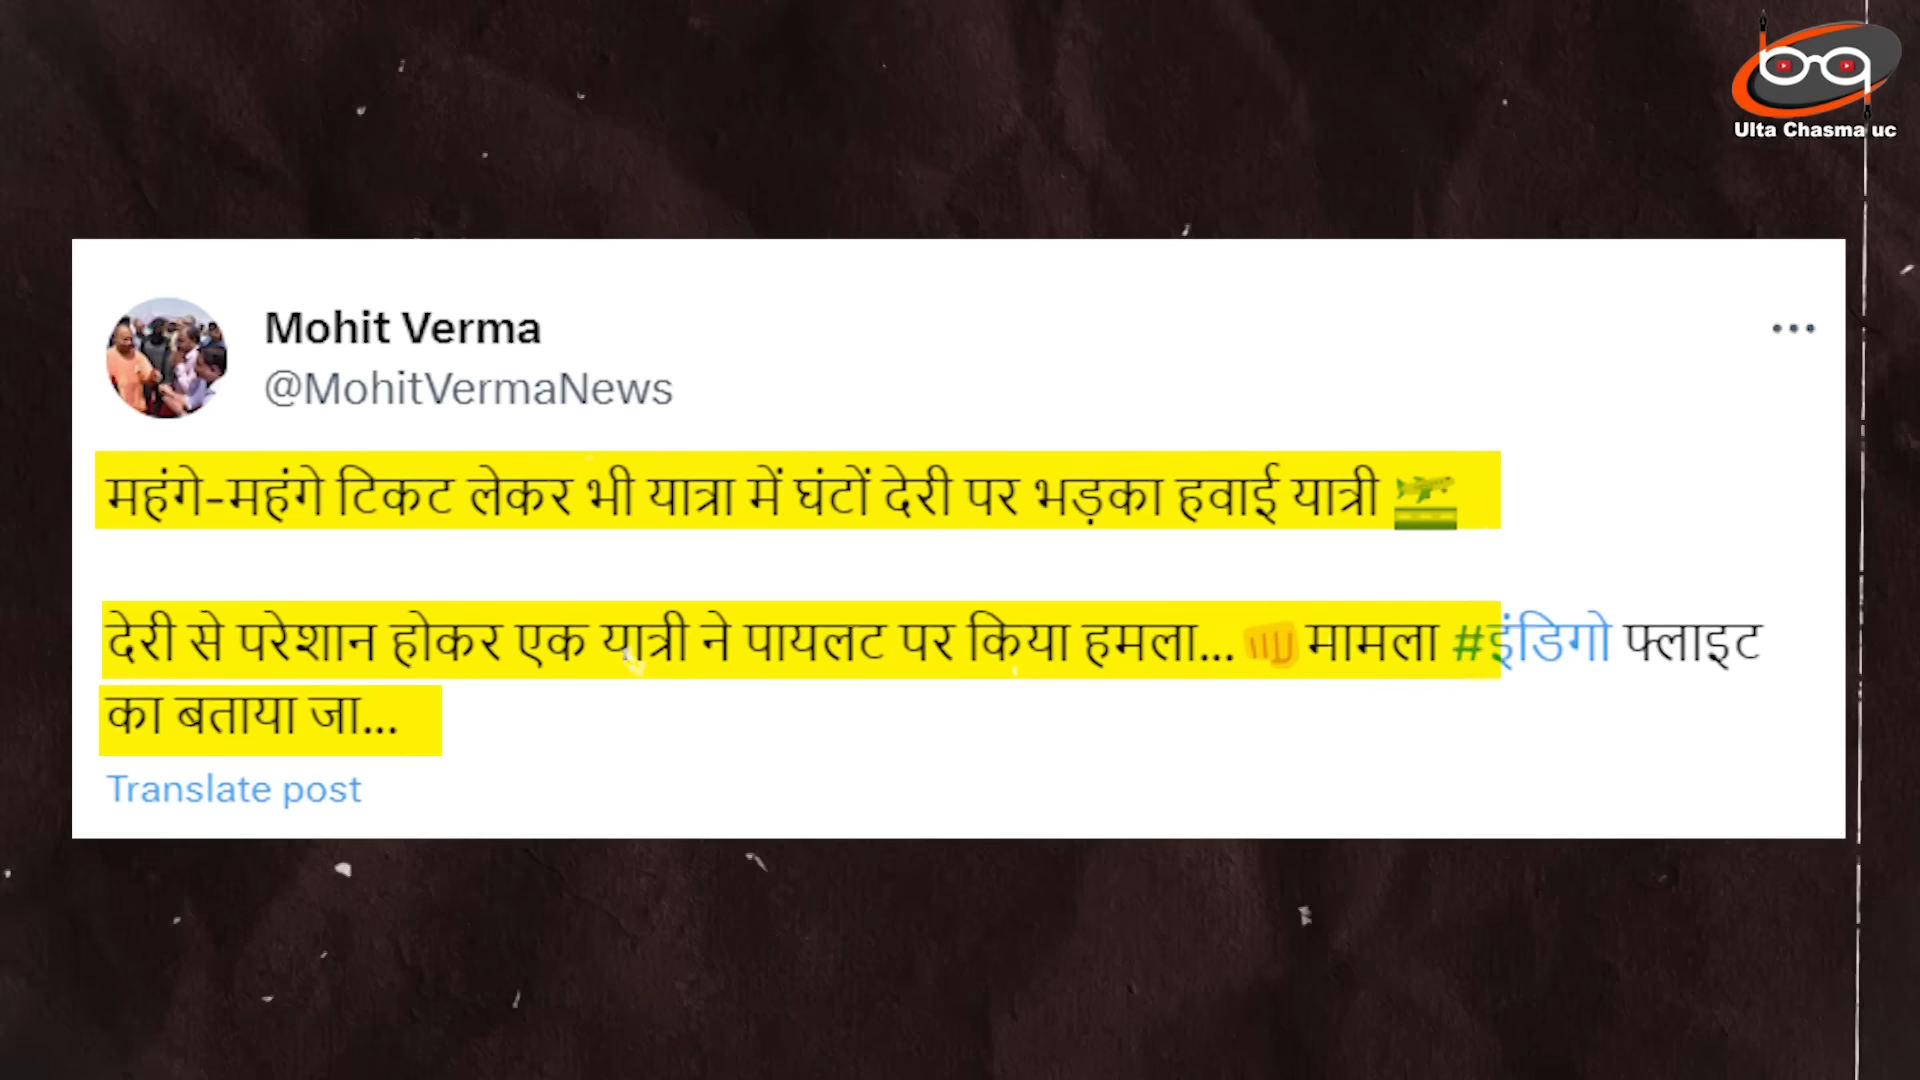 Ulta Chasma uc
Mohit Verma
@MohitVermaNews
महंगे-महंगे टिकट लेकर भी यात्रा में घंटों देरी पर भड़का हवाई यात्री 🛫
देरी से परेशान होकर एक यात्री ने पायलट पर किया हमला...👊मामला #इंडिगो फ्लाइट
का बताया जा...
Translate post